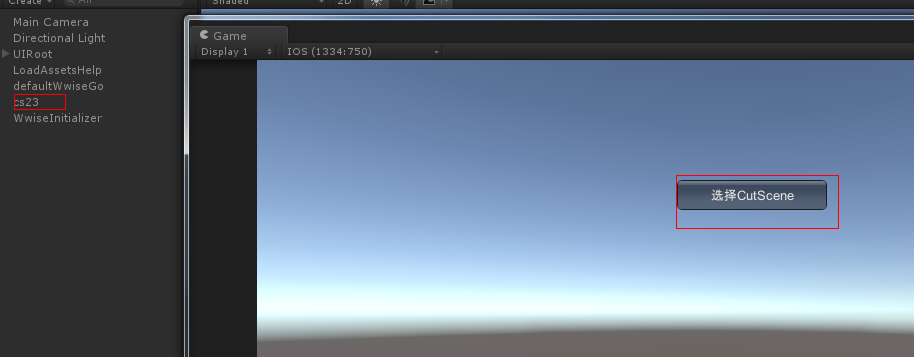 Create
All
Shaded
2D
Main Camera
Directional Light
UIRoot
LoadAssetsHelp
defaultWwiseGo
cs23
WwiseInitializer
Game
Display 1
IOS (1334:750)
选择CutScene